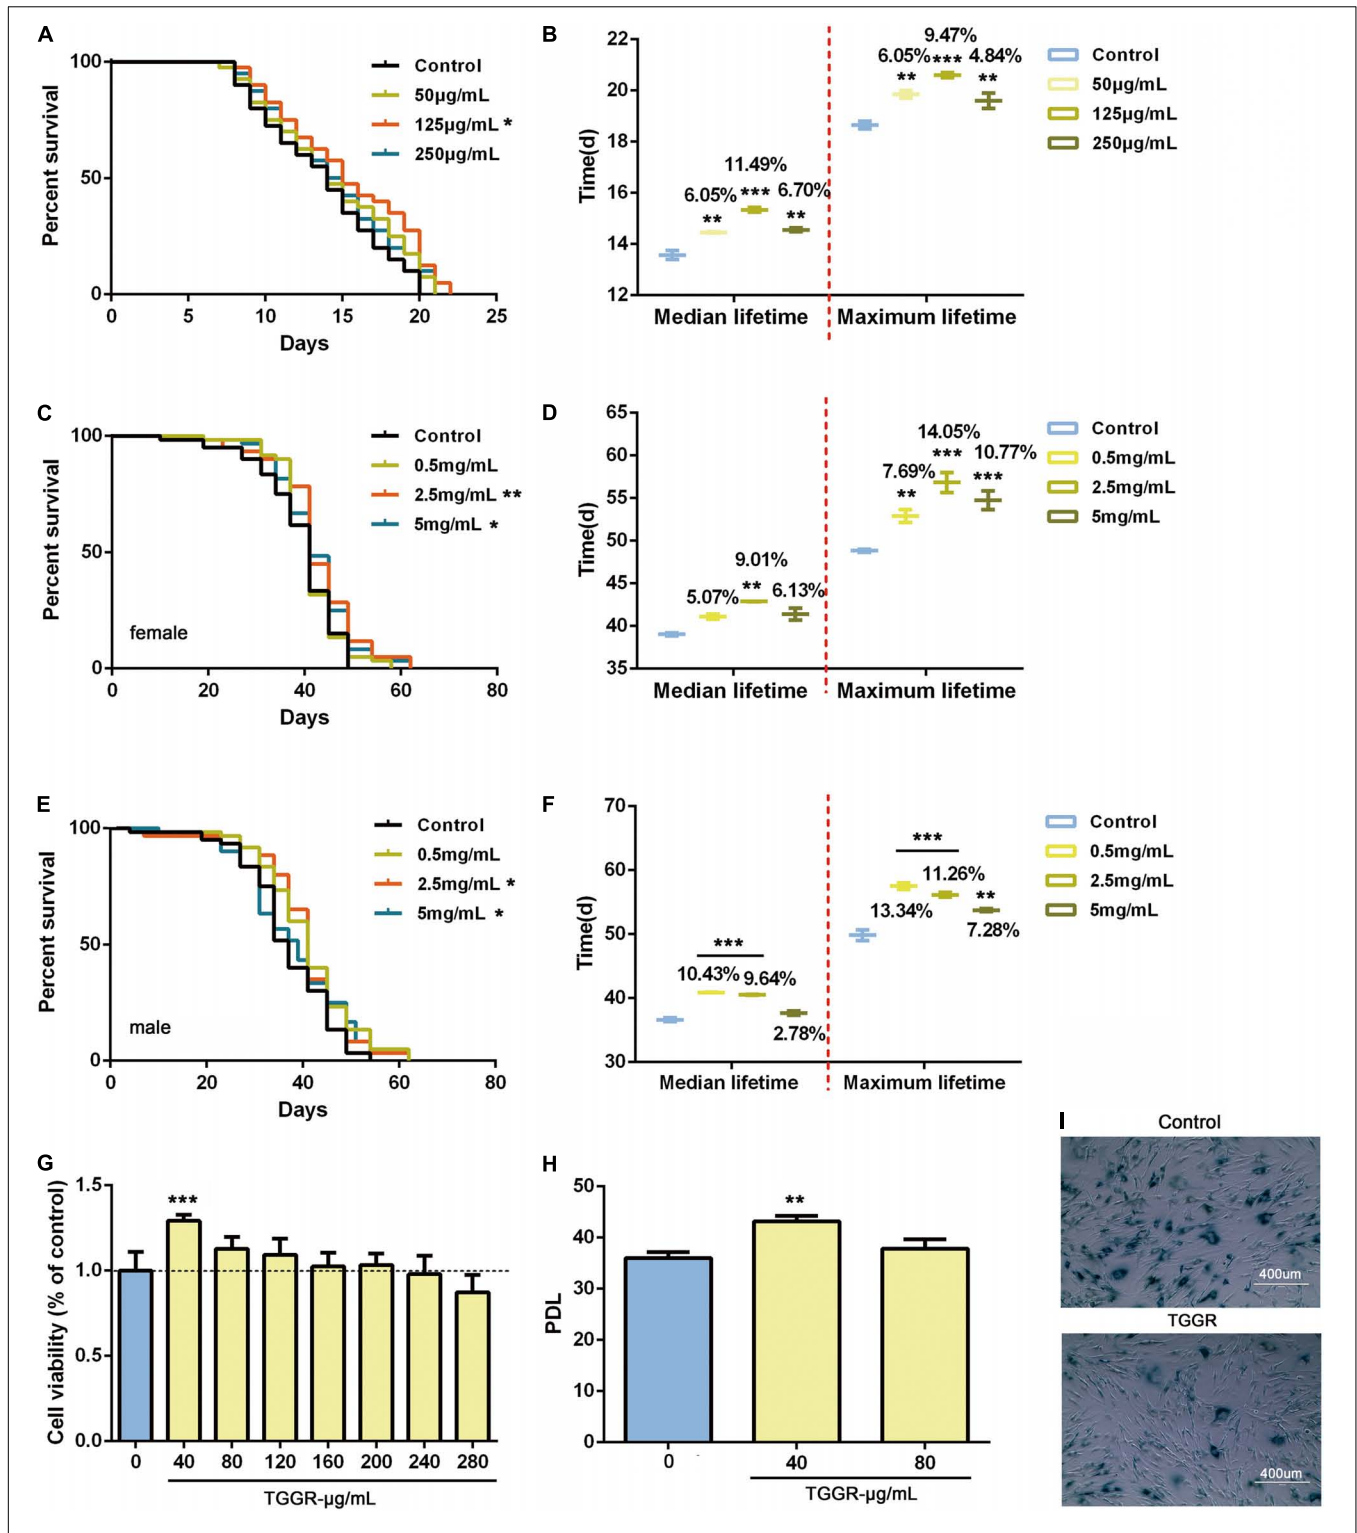 A
Percent survival
100
50
0
0 5 10 15 20 25
Days
Control
50µg/mL
125µg/mL *
250µg/mL
B
Time(d)
22
20
18
16
14
12
6.05%
**
11.49%
***
6.70%
**
6.05%
**
9.47%
***
4.84%
**
Median lifetime Maximum lifetime
Control
50µg/mL
125µg/mL
250µg/mL
C
Percent survival
100
50
0
0 20 40 60 80
Days
female
Control
0.5mg/mL
2.5mg/mL **
5mg/mL *
D
Time(d)
65
60
55
50
45
40
35
5.07%
9.01%
**
6.13%
7.69%
**
14.05%
***
10.77%
***
Median lifetime Maximum lifetime
Control
0.5mg/mL
2.5mg/mL
5mg/mL
E
Percent survival
100
50
0
0 20 40 60 80
Days
male
Control
0.5mg/mL
2.5mg/mL *
5mg/mL *
F
Time(d)
70
60
50
40
30
***
10.43% 9.64%
2.78%
***
13.34%
11.26%
**
7.28%
Median lifetime Maximum lifetime
Control
0.5mg/mL
2.5mg/mL
5mg/mL
G
Cell viability (% of control)
1.5
1.0
0.5
0.0
***
0 40 80 120 160 200 240 280
TGGR-µg/mL
H
PDL
50
40
30
20
10
0
**
0 40 80
TGGR-µg/mL
I
Control
400um
TGGR
400um